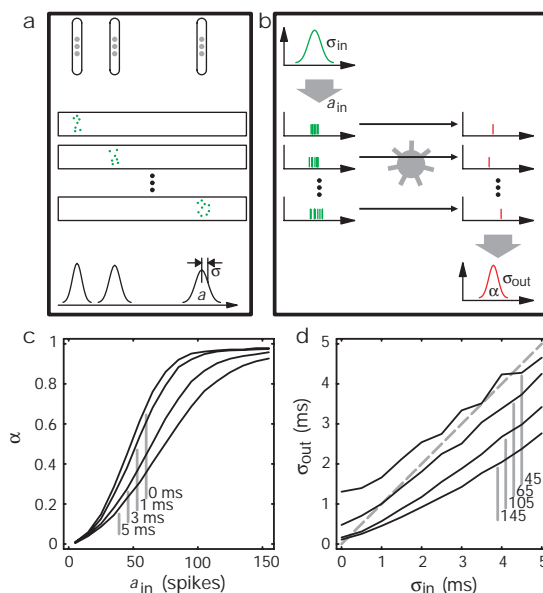 a
b
σin
ain
σ
a
σout
α
c
1
0.8
0.6
α
0.4
0.2
0
0 ms
1 ms
3 ms
5 ms
0 50 100 150
ain (spikes)
d
5
4
3
σout (ms)
2
1
0
45
65
105
145
0 1 2 3 4 5
σin (ms)